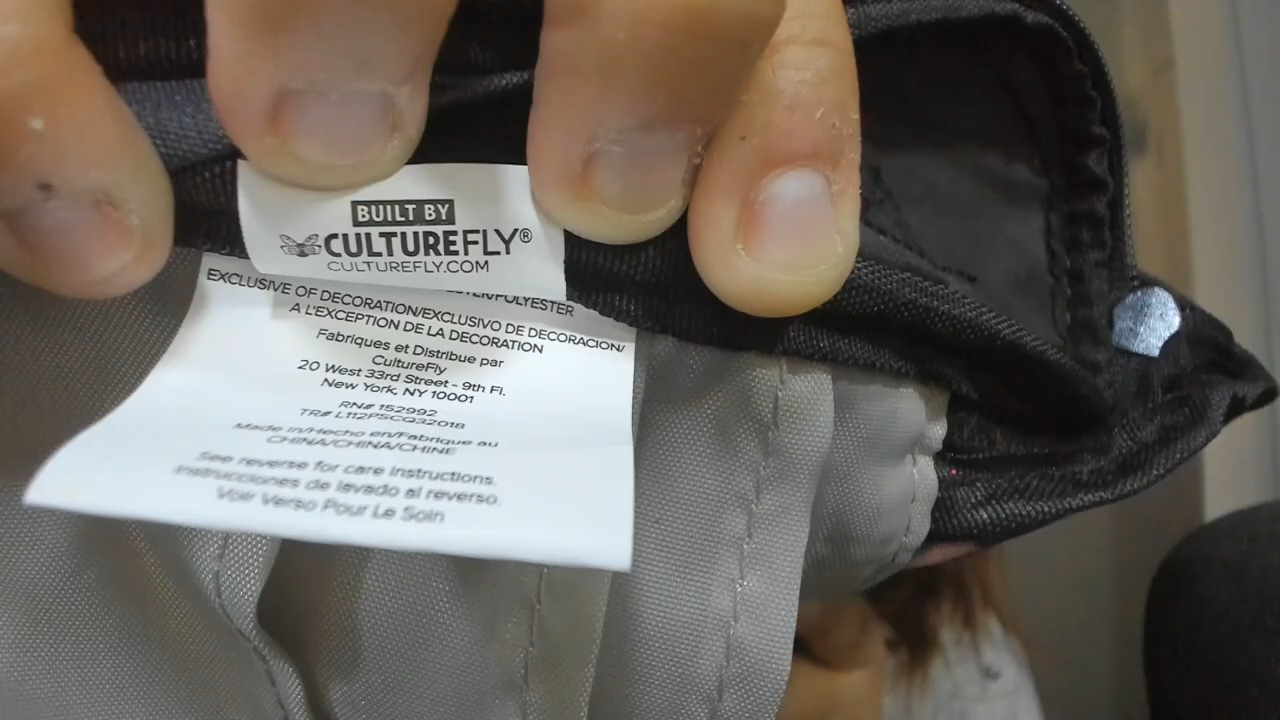 BUILT BY
CULTUREFLY®
CULTUREFLY.COM
EXCLUSIVE OF DECORATION/EXCLUSIVO DE DECORACION/
A L'EXCEPTION DE LA DECORATION
Fabriques et Distribue par
CultureFly
20 West 33rd Street - 9th Fl.
New York, NY 10001
RN# 152992
TR# L112PSCQ32018
Made in/Hecho en/Fabrique au
CHINA/CHINA/CHINE
See reverse for care instructions.
Instrucciones de lavado al reverso.
Voir Verso Pour Le Soin